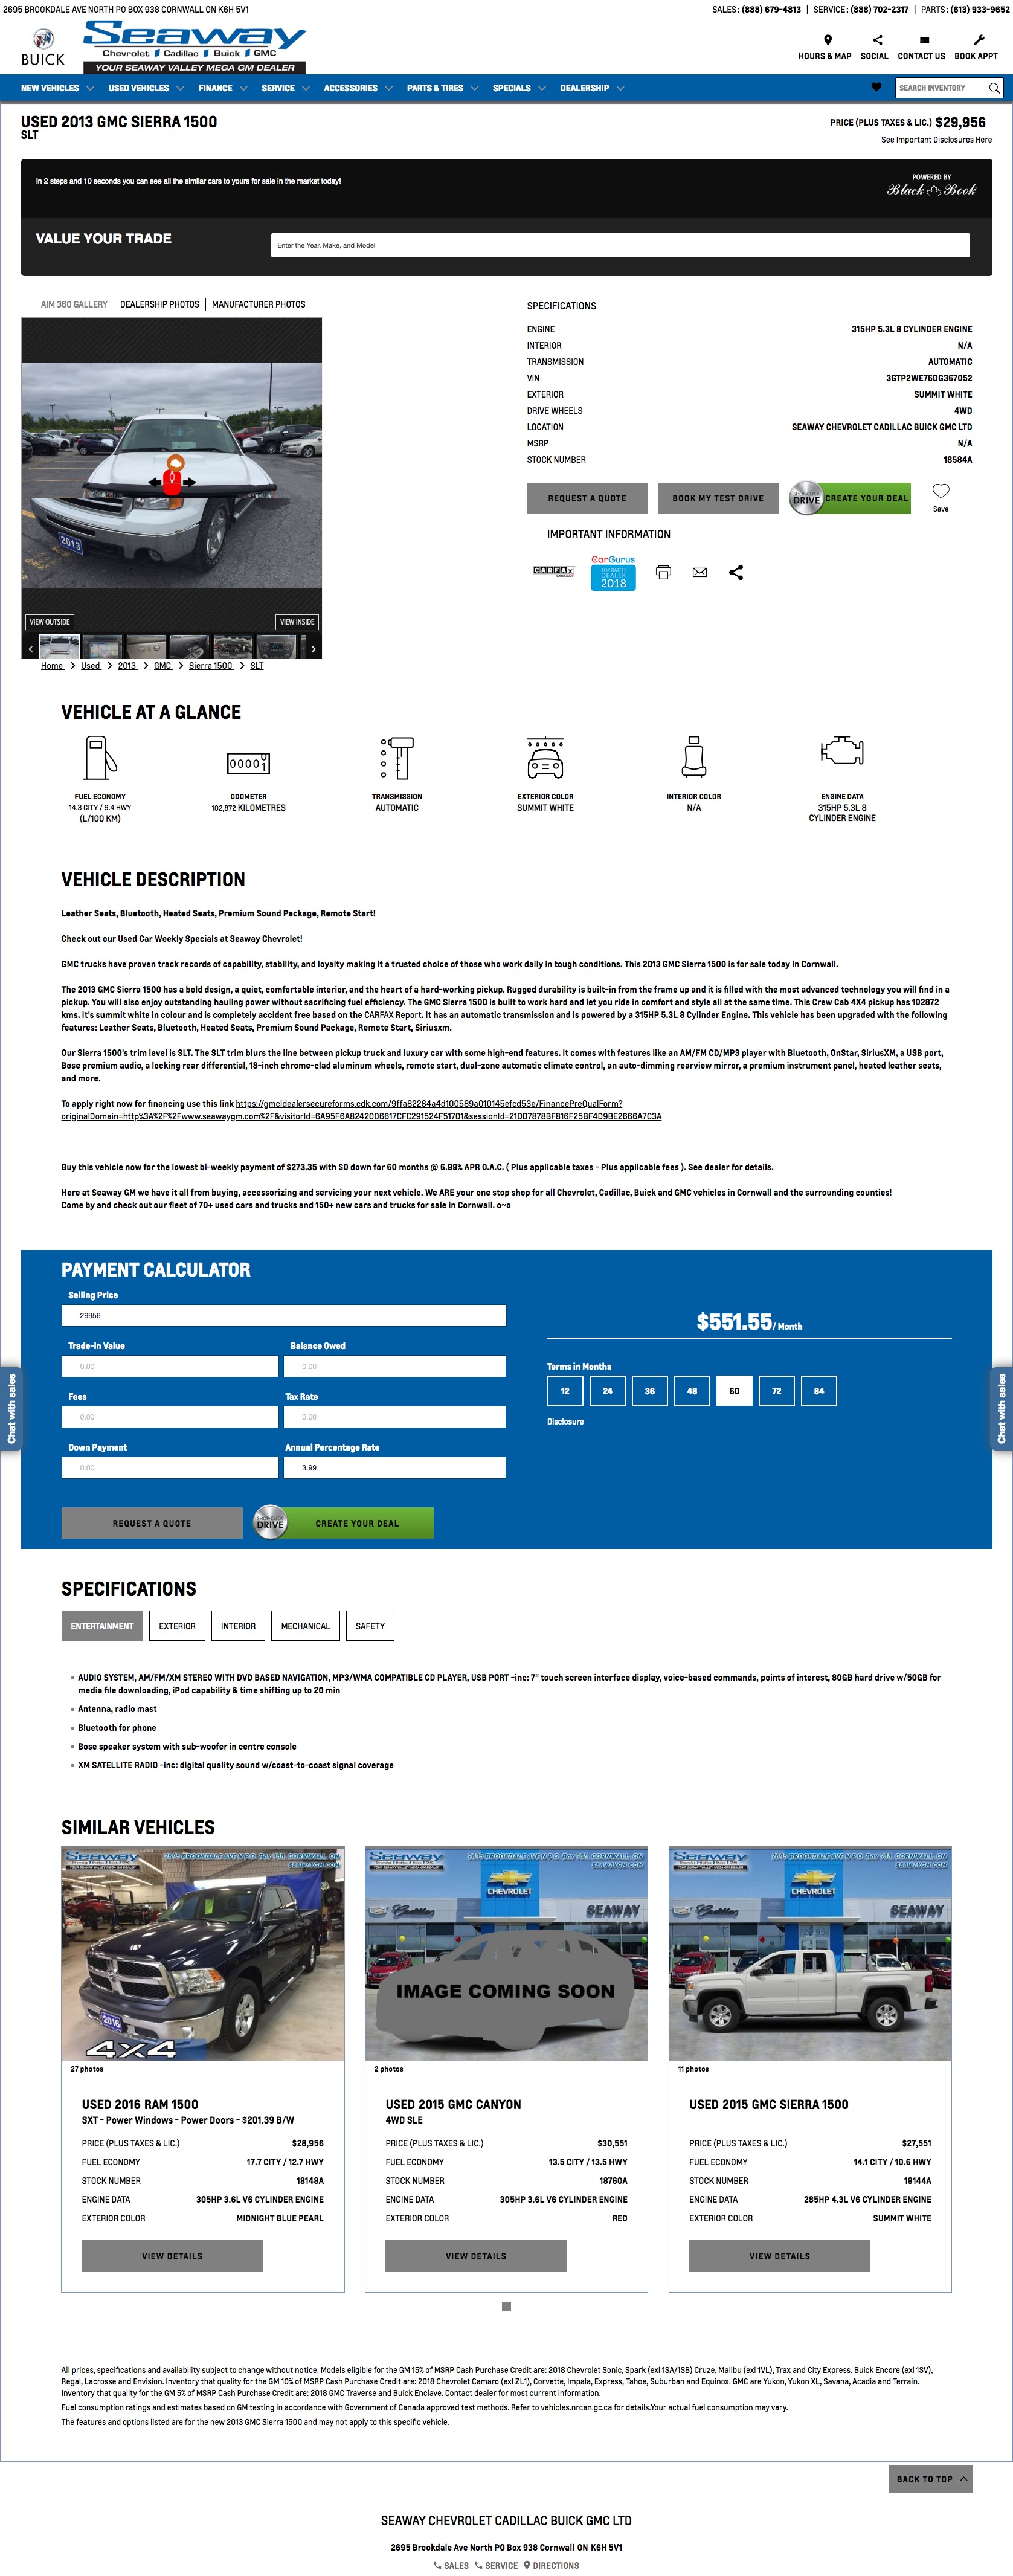 2695 BROOKDALE AVE NORTH PO BOX 938 CORNWALL ON K6H 5V1
SALES: (888) 679-4813 | SERVICE: (888) 702-2317 | PARTS: (613) 933-9652
BUICK
Seaway
Chevrolet Cadillac Buick GMC
YOUR SEAWAY VALLEY MEGA GM DEALER
HOURS & MAP SOCIAL CONTACT US BOOK APPT
NEW VEHICLES USED VEHICLES FINANCE SERVICE ACCESSORIES PARTS & TIRES SPECIALS DEALERSHIP SEARCH INVENTORY
USED 2013 GMC SIERRA 1500
SLT
PRICE (PLUS TAXES & LIC.) $29,956
See Important Disclosures Here
In 2 steps and 10 seconds you can see all the similar cars to yours for sale in the market today!
POWERED BY
Black Book
VALUE YOUR TRADE
Enter the Year, Make, and Model
AIM 360 GALLERY | DEALERSHIP PHOTOS | MANUFACTURER PHOTOS
2013
VIEW OUTSIDE VIEW INSIDE
Home > Used > 2013 > GMC > Sierra 1500 > SLT
SPECIFICATIONS
ENGINE 315HP 5.3L 8 CYLINDER ENGINE
INTERIOR N/A
TRANSMISSION AUTOMATIC
VIN 3GTP2WE76DG367052
EXTERIOR SUMMIT WHITE
DRIVE WHEELS 4WD
LOCATION SEAWAY CHEVROLET CADILLAC BUICK GMC LTD
MSRP N/A
STOCK NUMBER 18584A
REQUEST A QUOTE BOOK MY TEST DRIVE SHOP-CLICK DRIVE CREATE YOUR DEAL Save
IMPORTANT INFORMATION
CARFAX CANADA
CarGurus
TOP RATED DEALER
2018
VEHICLE AT A GLANCE
FUEL ECONOMY
14.3 CITY / 9.4 HWY
(L/100 KM)
ODOMETER
102,872 KILOMETRES
TRANSMISSION
AUTOMATIC
EXTERIOR COLOR
SUMMIT WHITE
INTERIOR COLOR
N/A
ENGINE DATA
315HP 5.3L 8
CYLINDER ENGINE
VEHICLE DESCRIPTION
Leather Seats, Bluetooth, Heated Seats, Premium Sound Package, Remote Start!
Check out our Used Car Weekly Specials at Seaway Chevrolet!
GMC trucks have proven track records of capability, stability, and loyalty making it a trusted choice of those who work daily in tough conditions. This 2013 GMC Sierra 1500 is for sale today in Cornwall.
The 2013 GMC Sierra 1500 has a bold design, a quiet, comfortable interior, and the heart of a hard-working pickup. Rugged durability is built-in from the frame up and it is filled with the most advanced technology you will find in a
pickup. You will also enjoy outstanding hauling power without sacrificing fuel efficiency. The GMC Sierra 1500 is built to work hard and let you ride in comfort and style all at the same time. This Crew Cab 4X4 pickup has 102872
kms. It's summit white in colour and is completely accident free based on the CARFAX Report. It has an automatic transmission and is powered by a 315HP 5.3L 8 Cylinder Engine. This vehicle has been upgraded with the following
features: Leather Seats, Bluetooth, Heated Seats, Premium Sound Package, Remote Start, Siriusxm.
Our Sierra 1500's trim level is SLT. The SLT trim blurs the line between pickup truck and luxury car with some high-end features. It comes with features like an AM/FM CD/MP3 player with Bluetooth, OnStar, SiriusXM, a USB port,
Bose premium audio, a locking rear differential, 18-inch chrome-clad aluminum wheels, remote start, dual-zone automatic climate control, an auto-dimming rearview mirror, a premium instrument panel, heated leather seats,
and more.
To apply right now for financing use this link https://gmcldealersecureforms.cdk.com/9ffa82284a4d100589a010145efcd53e/FinancePreQualForm?
originalDomain=http%3A%2F%2Fwww.seawaygm.com%2F&visitorId=6A95F6A8242006617CFC291524F51701&sessionId=21DD7878BF816F25BF4D9BE2666A7C3A
Buy this vehicle now for the lowest bi-weekly payment of $273.35 with $0 down for 60 months @ 6.99% APR O.A.C. ( Plus applicable taxes - Plus applicable fees ). See dealer for details.
Here at Seaway GM we have it all from buying, accessorizing and servicing your next vehicle. We ARE your one stop shop for all Chevrolet, Cadillac, Buick and GMC vehicles in Cornwall and the surrounding counties!
Come by and check out our fleet of 70+ used cars and trucks and 150+ new cars and trucks for sale in Cornwall. o~o
PAYMENT CALCULATOR
Selling Price
29956
Trade-in Value Balance Owed
0.00 0.00
Fees Tax Rate
0.00 0.00
Down Payment Annual Percentage Rate
0.00 3.99
REQUEST A QUOTE SHOP-CLICK DRIVE CREATE YOUR DEAL
$551.55/ Month
Terms in Months
12 24 36 48 60 72 84
Disclosure
Chat with sales
Chat with sales
SPECIFICATIONS
ENTERTAINMENT EXTERIOR INTERIOR MECHANICAL SAFETY
AUDIO SYSTEM, AM/FM/XM STEREO WITH DVD BASED NAVIGATION, MP3/WMA COMPATIBLE CD PLAYER, USB PORT -inc: 7" touch screen interface display, voice-based commands, points of interest, 80GB hard drive w/50GB for
media file downloading, iPod capability & time shifting up to 20 min
Antenna, radio mast
Bluetooth for phone
Bose speaker system with sub-woofer in centre console
XM SATELLITE RADIO -inc: digital quality sound w/coast-to-coast signal coverage
SIMILAR VEHICLES
Seaway
2695 BROOKDALE AVE N P.O. Box 938, CORNWALL, ON
SEAWAYGM.COM
2016
4X4
27 photos
USED 2016 RAM 1500
SXT - Power Windows - Power Doors - $201.39 B/W
PRICE (PLUS TAXES & LIC.) $28,956
FUEL ECONOMY 17.7 CITY / 12.7 HWY
STOCK NUMBER 18148A
ENGINE DATA 305HP 3.6L V6 CYLINDER ENGINE
EXTERIOR COLOR MIDNIGHT BLUE PEARL
VIEW DETAILS
Seaway
2695 BROOKDALE AVE N P.O. Box 938, CORNWALL, ON
SEAWAYGM.COM
CHEVROLET
Cadillac
SEAWAY
IMAGE COMING SOON
2 photos
USED 2015 GMC CANYON
4WD SLE
PRICE (PLUS TAXES & LIC.) $30,551
FUEL ECONOMY 13.5 CITY / 13.5 HWY
STOCK NUMBER 18760A
ENGINE DATA 305HP 3.6L V6 CYLINDER ENGINE
EXTERIOR COLOR RED
VIEW DETAILS
Seaway
2695 BROOKDALE AVE N P.O. Box 938, CORNWALL, ON
SEAWAYGM.COM
CHEVROLET
Cadillac
SEAWAY
11 photos
USED 2015 GMC SIERRA 1500
PRICE (PLUS TAXES & LIC.) $27,551
FUEL ECONOMY 14.1 CITY / 10.6 HWY
STOCK NUMBER 19144A
ENGINE DATA 285HP 4.3L V6 CYLINDER ENGINE
EXTERIOR COLOR SUMMIT WHITE
VIEW DETAILS
All prices, specifications and availability subject to change without notice. Models eligible for the GM 15% of MSRP Cash Purchase Credit are: 2018 Chevrolet Sonic, Spark (exl 1SA/1SB) Cruze, Malibu (exl 1VL), Trax and City Express. Buick Encore (exl 1SV),
Regal, Lacrosse and Envision. Inventory that quality for the GM 10% of MSRP Cash Purchase Credit are: 2018 Chevrolet Camaro (exl ZL1), Corvette, Impala, Express, Tahoe, Suburban and Equinox. GMC are Yukon, Yukon XL, Savana, Acadia and Terrain.
Inventory that quality for the GM 5% of MSRP Cash Purchase Credit are: 2018 GMC Traverse and Buick Enclave. Contact dealer for most current information.
Fuel consumption ratings and estimates based on GM testing in accordance with Government of Canada approved test methods. Refer to vehicles.nrcan.gc.ca for details.Your actual fuel consumption may vary.
The features and options listed are for the new 2013 GMC Sierra 1500 and may not apply to this specific vehicle.
BACK TO TOP
SEAWAY CHEVROLET CADILLAC BUICK GMC LTD
2695 Brookdale Ave North PO Box 938 Cornwall ON K6H 5V1
SALES SERVICE DIRECTIONS